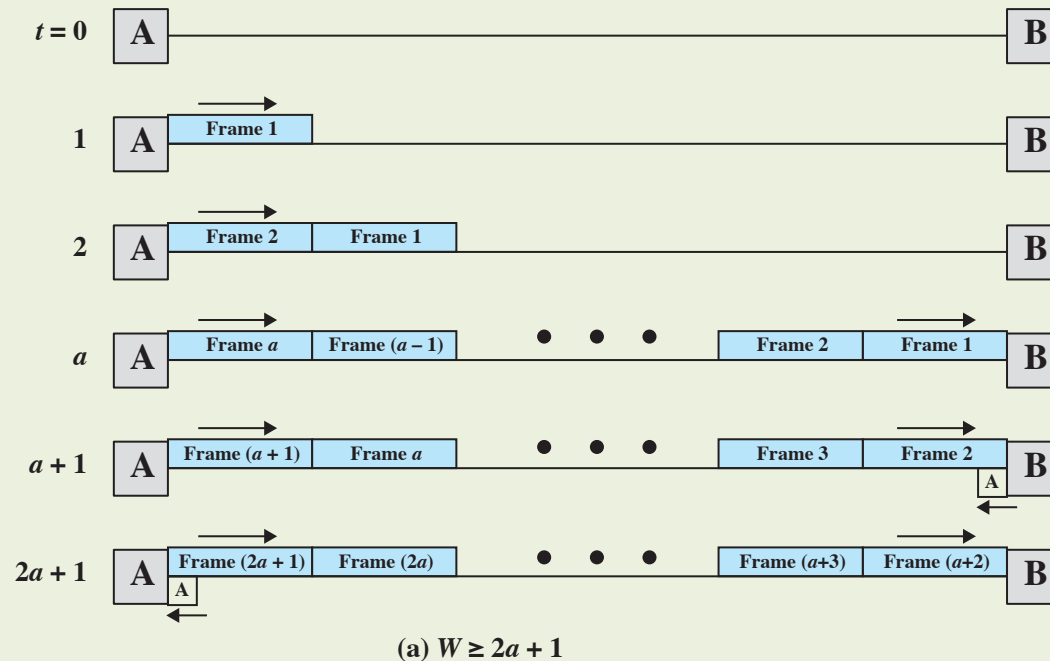 t = 0 A B
1 A Frame 1 B
2 A Frame 2 Frame 1 B
a A Frame a Frame (a – 1) • • • Frame 2 Frame 1 B
a + 1 A Frame (a + 1) Frame a • • • Frame 3 Frame 2 B
A
2a + 1 A Frame (2a + 1) Frame (2a) • • • Frame (a+3) Frame (a+2) B
A
(a) W ≥ 2a + 1